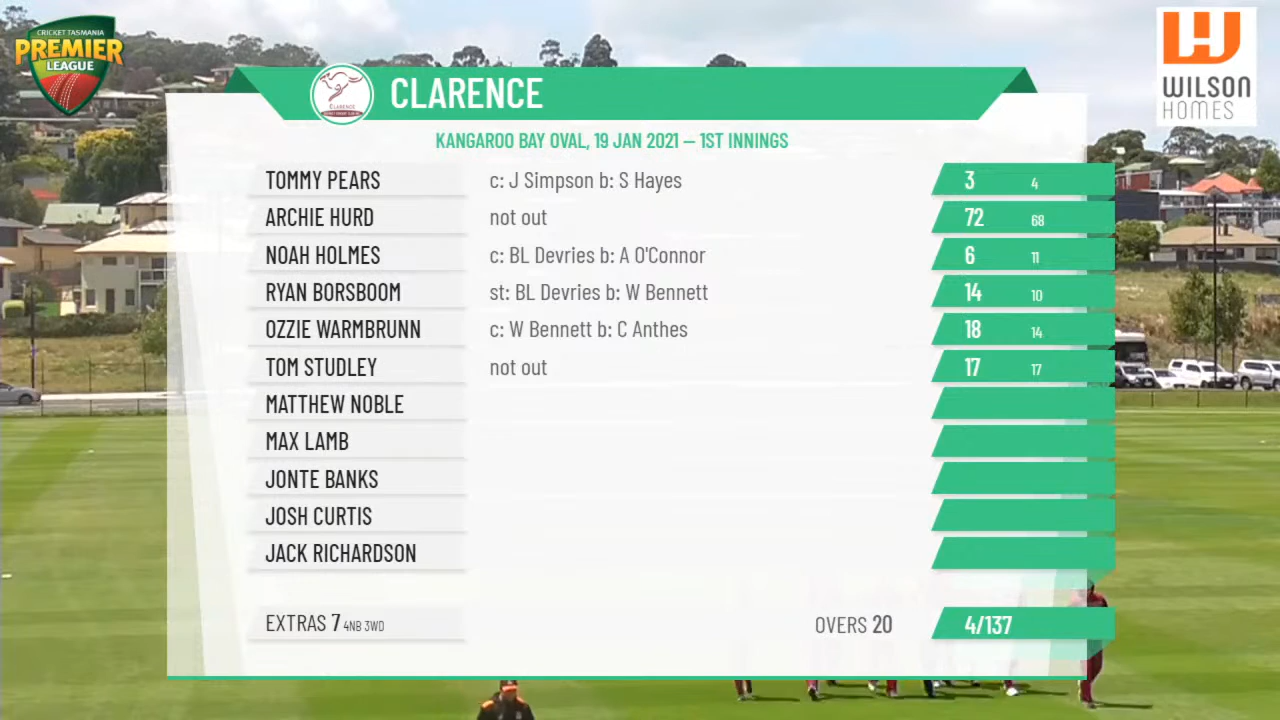 CRICKET TASMANIA
PREMIER
LEAGUE
WILSON
HOMES
CLARENCE
CLARENCE
KANGAROO BAY OVAL, 19 JAN 2021 – 1ST INNINGS
TOMMY PEARS c: J Simpson b: S Hayes 3 4
ARCHIE HURD not out 72 68
NOAH HOLMES c: BL Devries b: A O'Connor 6 11
RYAN BORSBOOM st: BL Devries b: W Bennett 14 10
OZZIE WARMBRUNN c: W Bennett b: C Anthes 18 14
TOM STUDLEY not out 17 17
MATTHEW NOBLE
MAX LAMB
JONTE BANKS
JOSH CURTIS
JACK RICHARDSON
EXTRAS 7 4NB 3WD OVERS 20 4/137